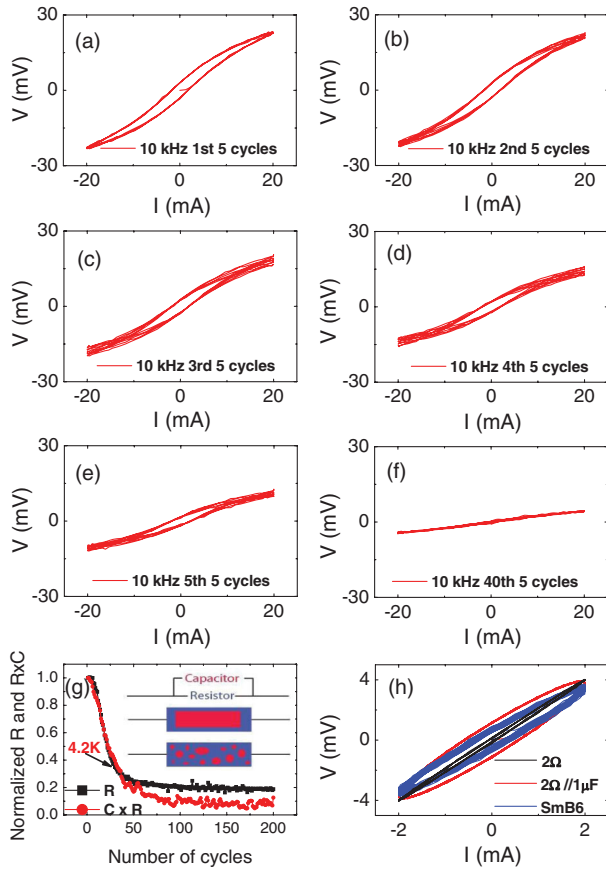 (a)
V (mV)
30
0
-30
-20
0
20
I (mA)
10 kHz 1st 5 cycles
(b)
V (mV)
30
0
-30
-20
0
20
I (mA)
10 kHz 2nd 5 cycles
(c)
V (mV)
30
0
-30
-20
0
20
I (mA)
10 kHz 3rd 5 cycles
(d)
V (mV)
30
0
-30
-20
0
20
I (mA)
10 kHz 4th 5 cycles
(e)
V (mV)
30
0
-30
-20
0
20
I (mA)
10 kHz 5th 5 cycles
(f)
V (mV)
30
0
-30
-20
0
20
I (mA)
10 kHz 40th 5 cycles
(g)
Normalized R and RxC
1.0
0.8
0.6
0.4
0.2
0.0
0
50
100
150
200
Number of cycles
Capacitor
Resistor
4.2K
R
C x R
(h)
V (mV)
4
0
-4
-2
0
2
I (mA)
2Ω
2Ω //1μF
SmB6